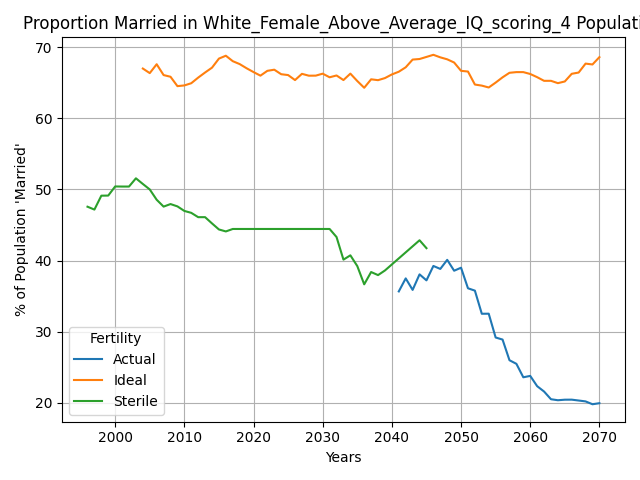 Proportion Married in White_Female_Above_Average_IQ_scoring_4 Populati
70
60
50
40
30
20
% of Population 'Married'
Fertility
Actual
Ideal
Sterile
2000 2010 2020 2030 2040 2050 2060 2070
Years